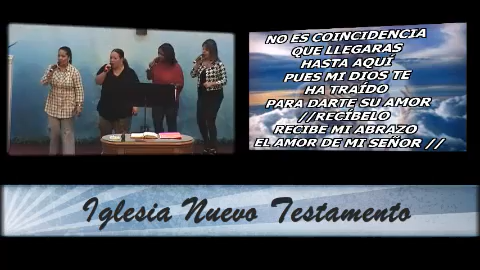 NO ES COINCIDENCIA
QUE LLEGARAS
HASTA AQUÍ
PUES MI DIOS TE
HA TRAÍDO
PARA DARTE SU AMOR
//RECÍBELO
RECIBE MI ABRAZO
EL AMOR DE MI SEÑOR //
Iglesia Nuevo Testamento